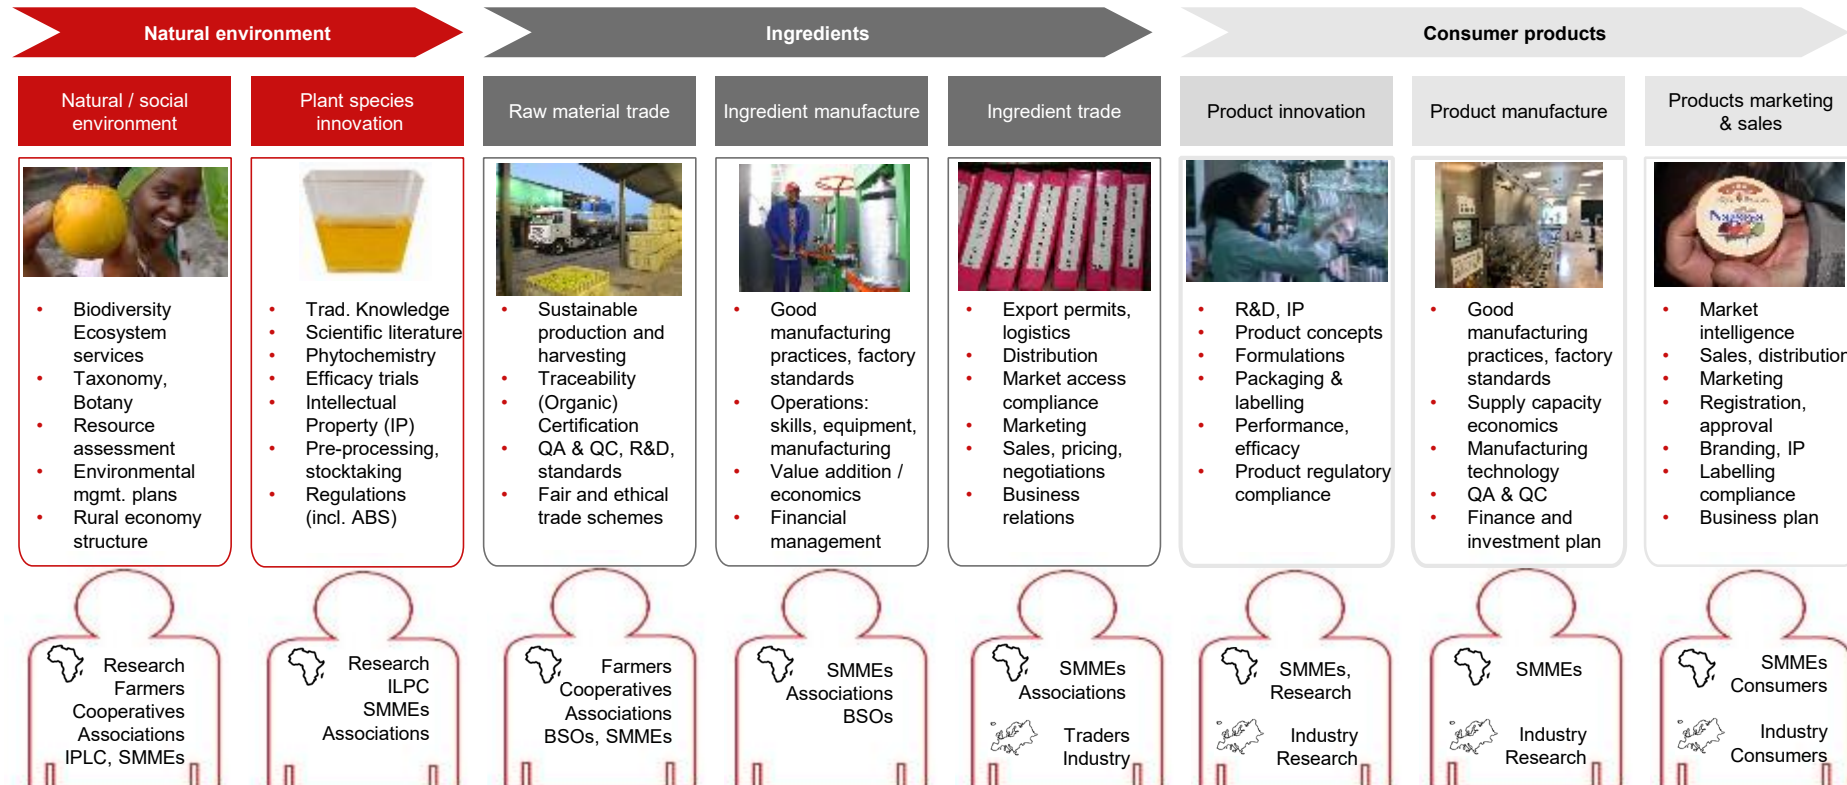 Natural environment
Ingredients
Consumer products
Natural / social
environment
Plant species
innovation
Raw material trade
Ingredient manufacture
Ingredient trade
Product innovation
Product manufacture
Products marketing
& sales
• Biodiversity
Ecosystem
services
• Taxonomy,
Botany
• Resource
assessment
• Environmental
mgmt. plans
• Rural economy
structure
• Trad. Knowledge
• Scientific literature
• Phytochemistry
• Efficacy trials
• Intellectual
Property (IP)
• Pre-processing,
stocktaking
• Regulations
(incl. ABS)
• Sustainable
production and
harvesting
• Traceability
• (Organic)
Certification
• QA & QC, R&D,
standards
• Fair and ethical
trade schemes
• Good
manufacturing
practices, factory
standards
• Operations:
skills, equipment,
manufacturing
• Value addition /
economics
• Financial
management
• Export permits,
logistics
• Distribution
• Market access
compliance
• Marketing
• Sales, pricing,
negotiations
• Business
relations
• R&D, IP
• Product concepts
• Formulations
• Packaging &
labelling
• Performance,
efficacy
• Product regulatory
compliance
• Good
manufacturing
practices, factory
standards
• Supply capacity
economics
• Manufacturing
technology
• QA & QC
• Finance and
investment plan
• Market
intelligence
• Sales, distribution
• Marketing
• Registration,
approval
• Branding, IP
• Labelling
compliance
• Business plan
Research
Farmers
Cooperatives
Associations
IPLC, SMMEs
Research
ILPC
SMMEs
Associations
Farmers
Cooperatives
Associations
BSOs, SMMEs
SMMEs
Associations
BSOs
SMMEs
Associations
Traders
Industry
SMMEs,
Research
Industry
Research
SMMEs
Industry
Research
SMMEs
Consumers
Industry
Consumers